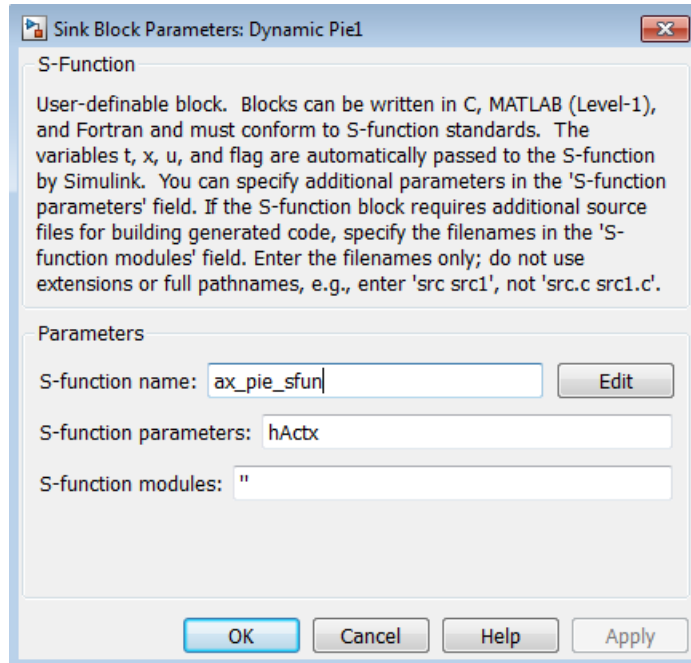 Sink Block Parameters: Dynamic Pie1
S-Function
User-definable block.  Blocks can be written in C, MATLAB (Level-1),
and Fortran and must conform to S-function standards.  The
variables t, x, u, and flag are automatically passed to the S-function
by Simulink.  You can specify additional parameters in the 'S-function
parameters' field. If the S-function block requires additional source
files for building generated code, specify the filenames in the 'S-
function modules' field. Enter the filenames only; do not use
extensions or full pathnames, e.g., enter 'src src1', not 'src.c src1.c'.
Parameters
S-function name: ax_pie_sfun Edit
S-function parameters: hActx
S-function modules: ''
OK Cancel Help Apply